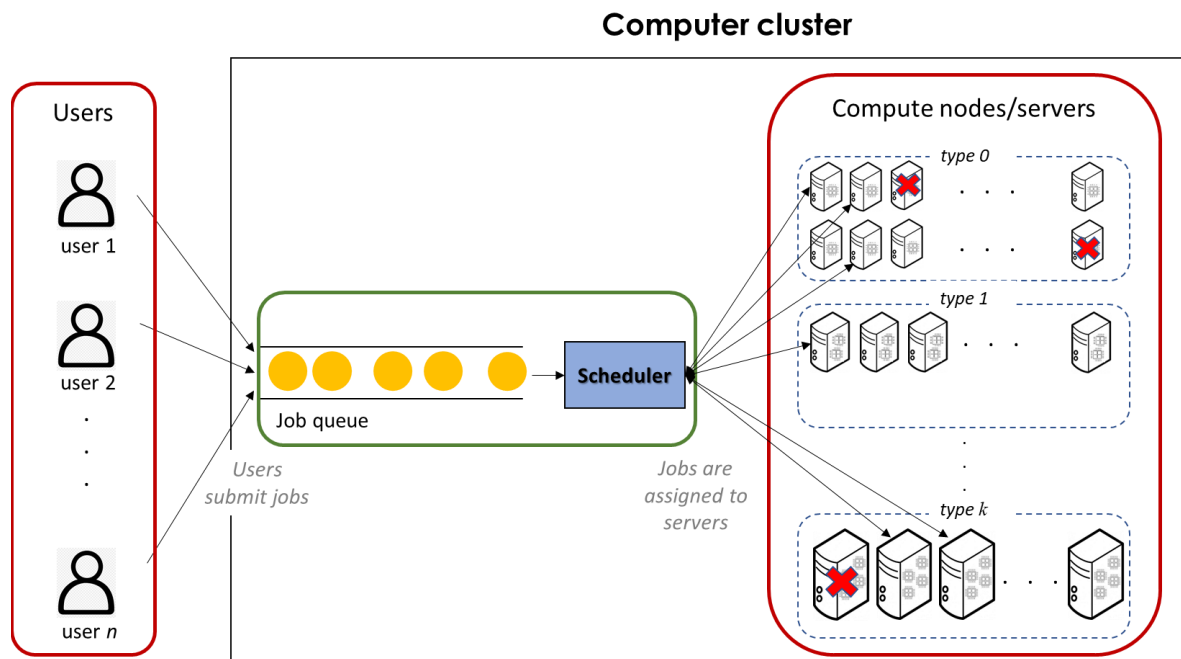 Computer cluster
Users
user 1
user 2
.
.
.
user n
Job queue
Scheduler
Users
submit jobs
Jobs are
assigned to
servers
Compute nodes/servers
type 0
. . .
. . .
type 1
. . .
.
.
.
type k
. . .